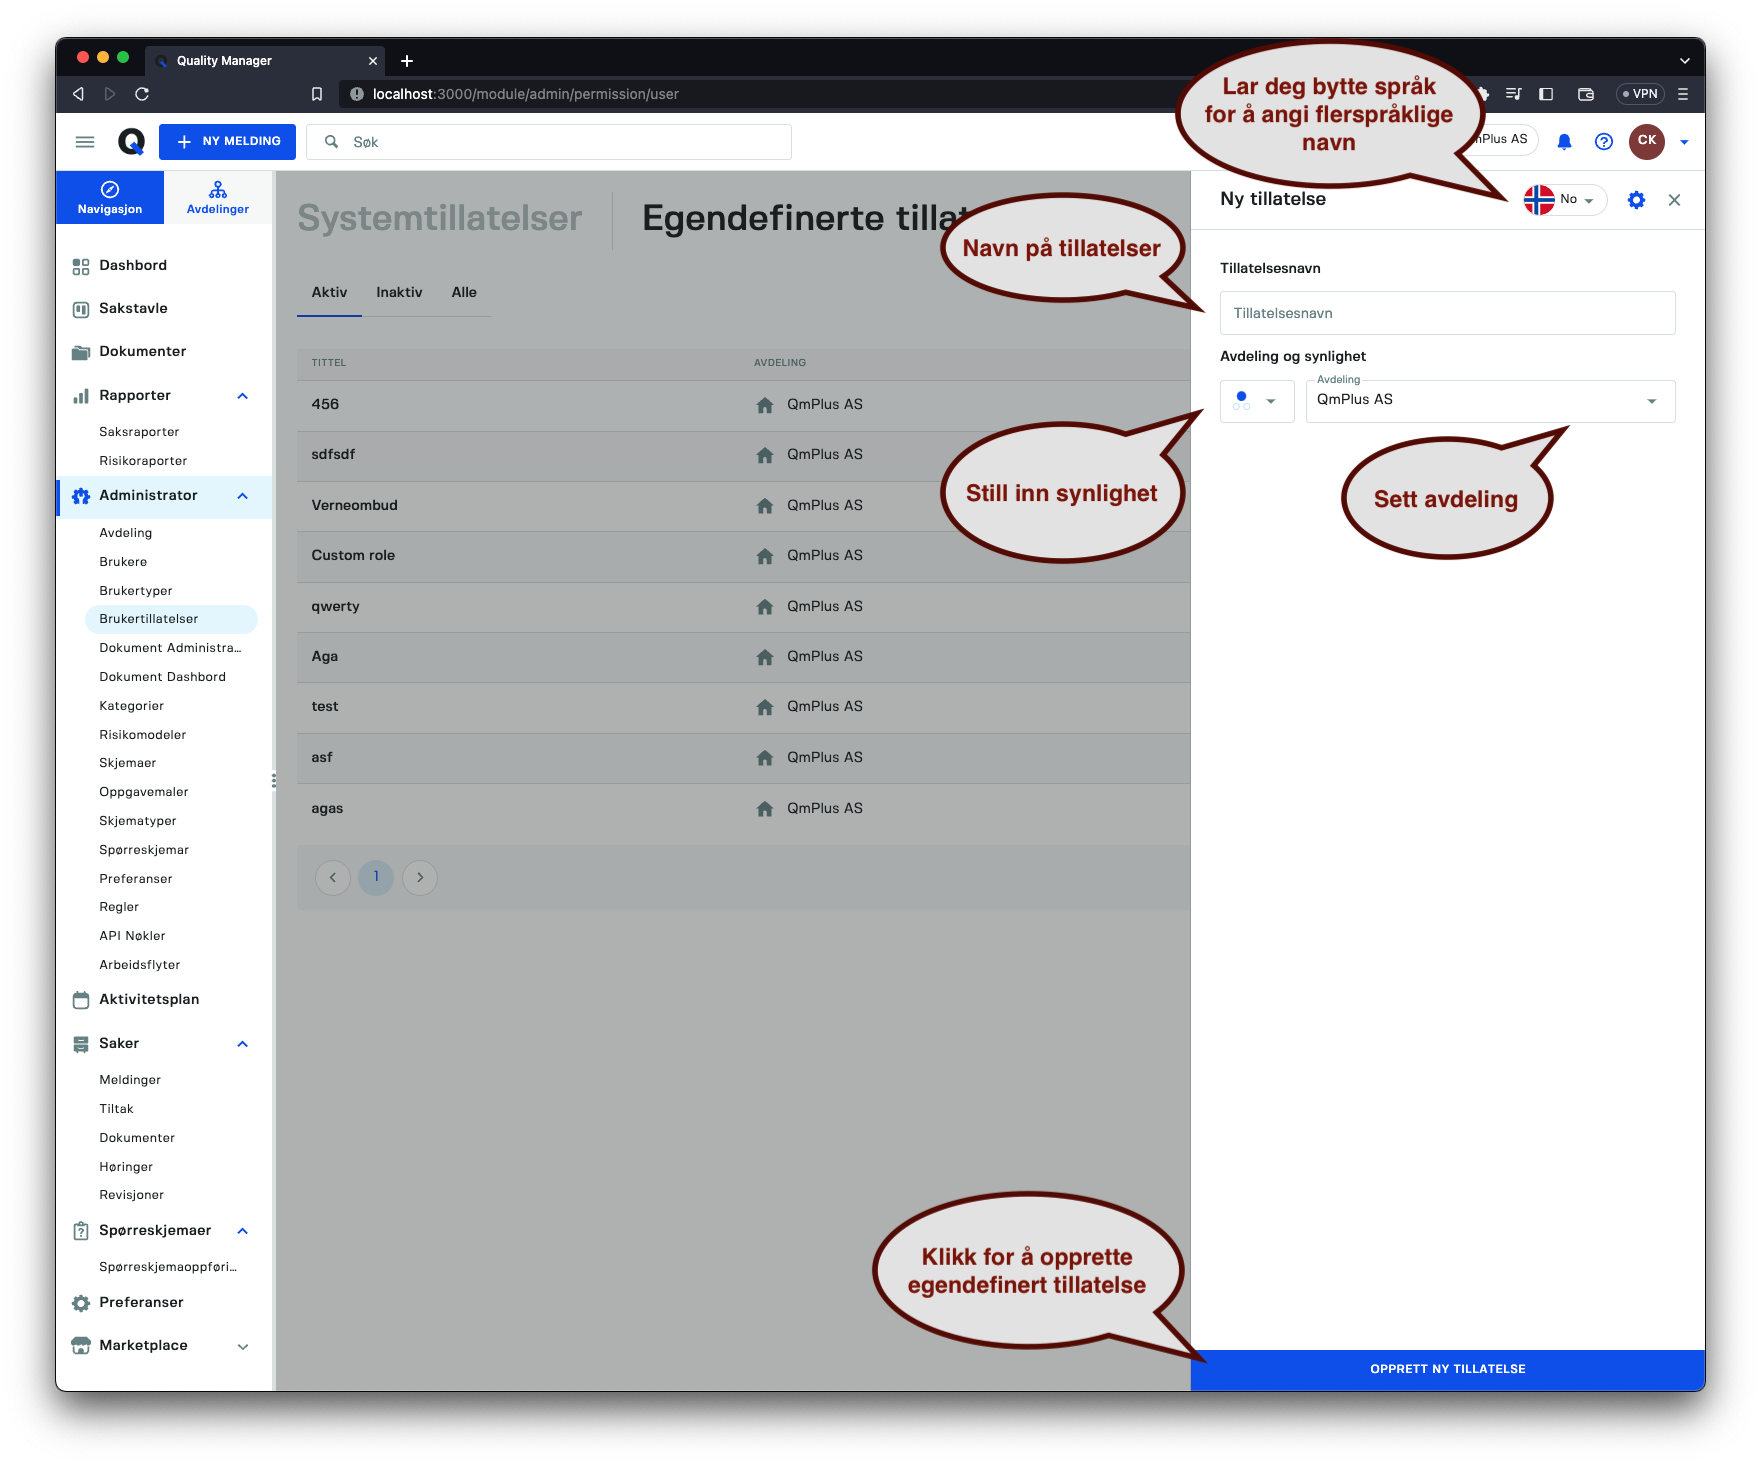 Quality Manager
localhost:3000/module/admin/permission/user
VPN
Lar deg bytte språk
for å angi flerspråklige
navn
NY MELDING
Søk
AS
CK
Navigasjon
Avdelinger
Systemtillatelser
Egendefinerte
Ny tillatelse
No
Navn på tillatelser
Dashbord
Sakstavle
Dokumenter
Rapporter
Saksraporter
Risikoraporter
Administrator
Avdeling
Brukere
Brukertyper
Brukertillatelser
Dokument Administra...
Dokument Dashbord
Kategorier
Risikomodeler
Skjemaer
Oppgavemaler
Skjematyper
Spørreskjemar
Preferanser
Regler
API Nøkler
Arbeidsflyter
Aktivitetsplan
Saker
Meldinger
Tiltak
Dokumenter
Høringer
Revisjoner
Spørreskjemaer
Spørreskjemaoppføri...
Preferanser
Marketplace
Aktiv Inaktiv Alle
TITTEL AVDELING
456 QmPlus AS
sdfsdf QmPlus AS
Verneombud QmPlus AS
Custom role QmPlus AS
qwerty QmPlus AS
Aga QmPlus AS
test QmPlus AS
asf QmPlus AS
agas QmPlus AS
1
Tillatelsesnavn
Tillatelsesnavn
Avdeling og synlighet
Avdeling
QmPlus AS
Still inn synlighet
Sett avdeling
Klikk for å opprette
egendefinert tillatelse
OPPRETT NY TILLATELSE